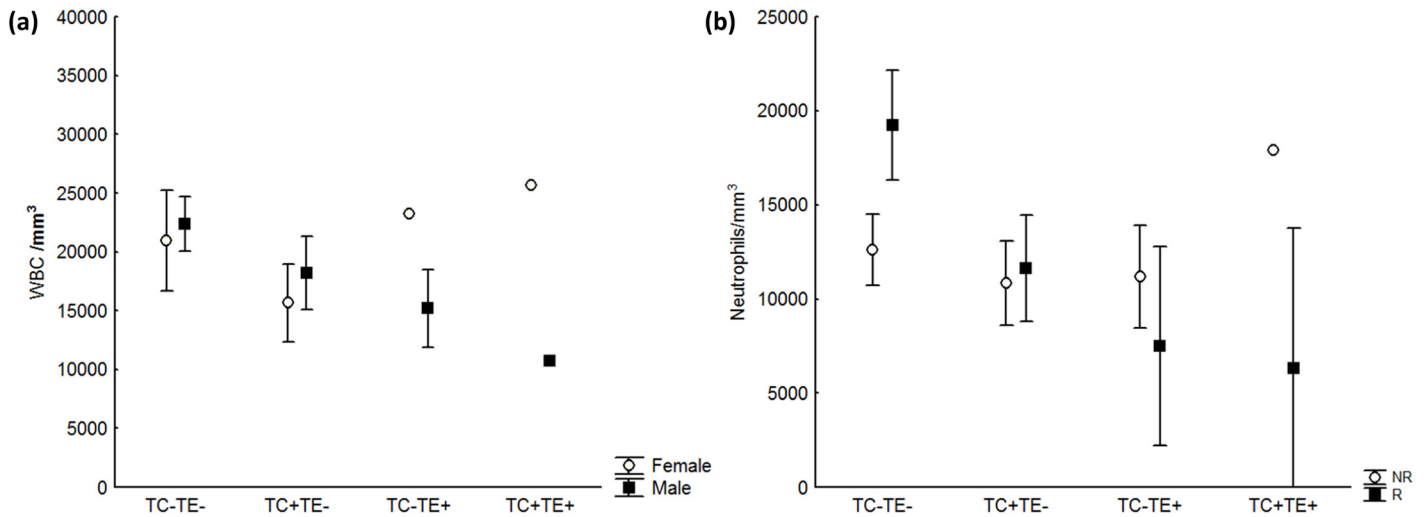 (a)
40000
35000
30000
25000
20000
15000
10000
5000
0
WBC /mm³
TC-TE-
TC+TE-
TC-TE+
TC+TE+
Female
Male
(b)
25000
20000
15000
10000
5000
0
Neutrophils/mm³
TC-TE-
TC+TE-
TC-TE+
TC+TE+
NR
R